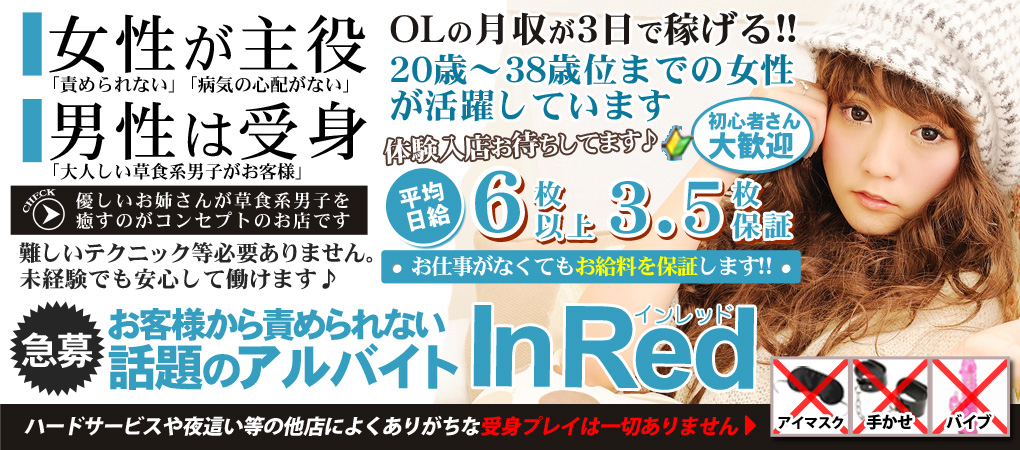 女性が主役
「責められない」「病気の心配がない」
男性は受身
「大人しい草食系男子がお客様」
CHECK
優しいお姉さんが草食系男子を
癒すのがコンセプトのお店です
難しいテクニック等必要ありません。
未経験でも安心して働けます♪
OLの月収が3日で稼げる!!
20歳～38歳位までの女性
が活躍しています
体験入店お待ちしてます♪
初心者さん
大歓迎
平均
日給
6枚以上 3.5枚保証
● お仕事がなくてもお給料を保証します!! ●
急募
お客様から責められない
話題のアルバイト
インレッド
InRed
アイマスク
手かせ
バイブ
ハードサービスや夜這い等の他店によくありがちな受身プレイは一切ありません▶